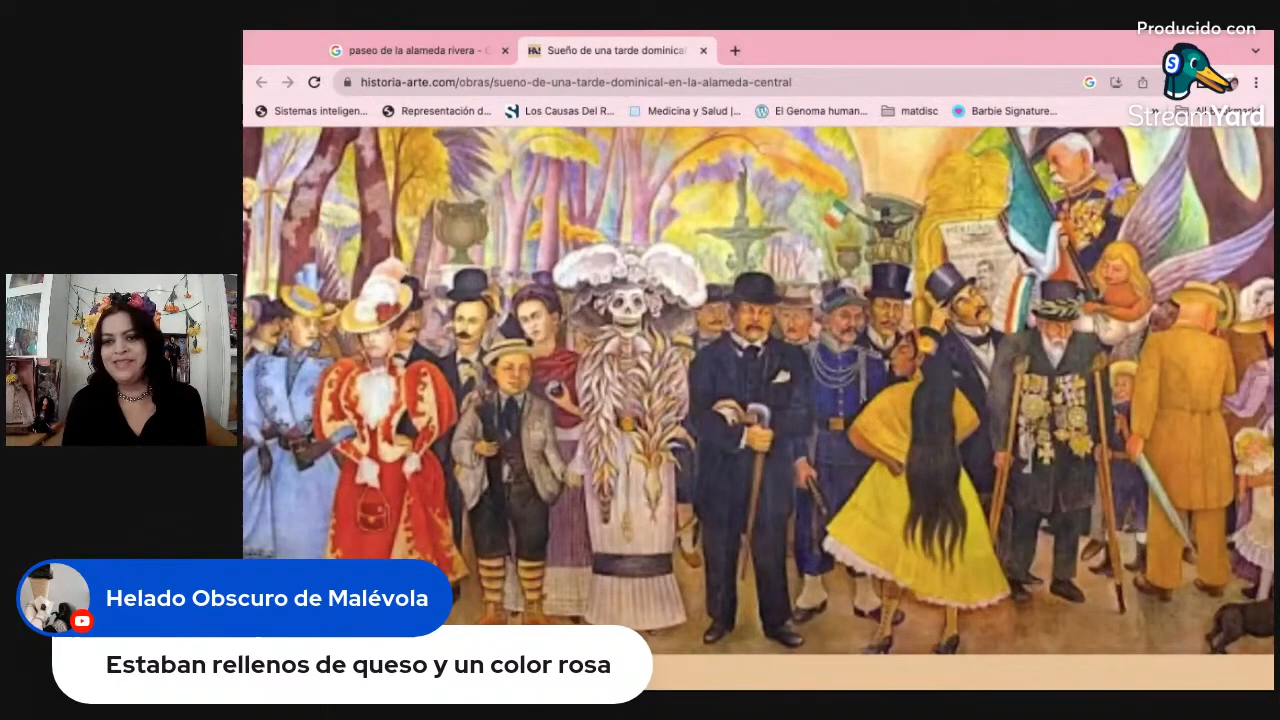 Producido con
StreamYard
paseo de la alameda rivera -
Sueño de una tarde dominical
historia-arte.com/obras/sueno-de-una-tarde-dominical-en-la-alameda-central
Sistemas inteligen...
Representación d...
Los Causas Del R...
Medicina y Salud |...
El Genoma human...
matdisc
Barbie Signature...
Helado Obscuro de Malévola
Estaban rellenos de queso y un color rosa